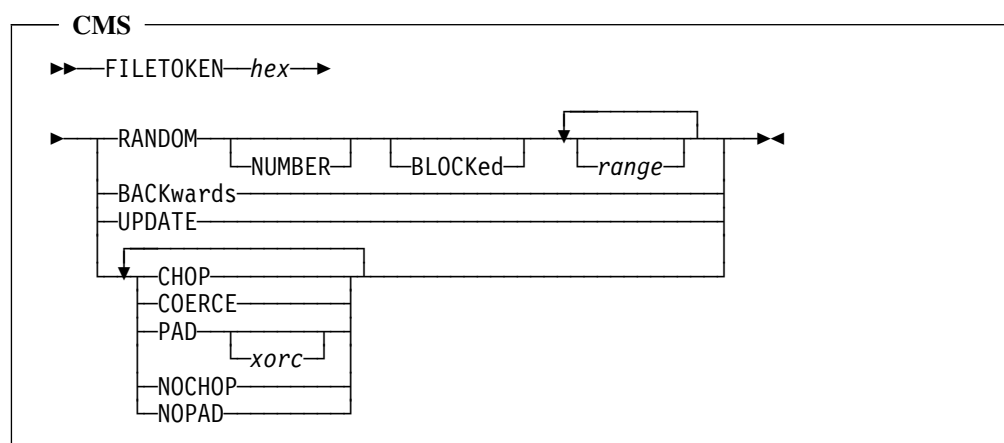 CMS
FILETOKEN hex
RANDOM NUMBER BLOCKed range
BACKwards
UPDATE
CHOP
COERCE
PAD xorc
NOCHOP
NOPAD